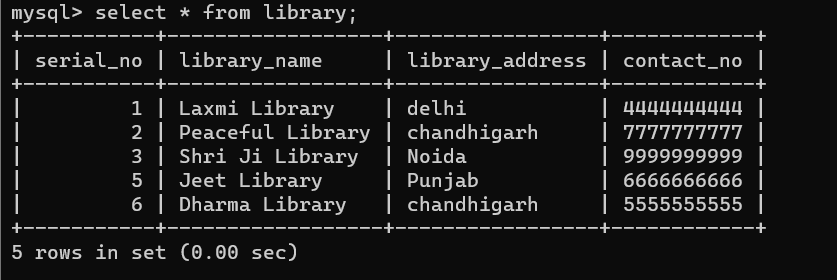 mysql> select * from library;
+-----------+------------------+-----------------+------------+
| serial_no | library_name     | library_address | contact_no |
+-----------+------------------+-----------------+------------+
|         1 | Laxmi Library    | delhi           | 4444444444 |
|         2 | Peaceful Library | chandhigarh     | 7777777777 |
|         3 | Shri Ji Library  | Noida           | 9999999999 |
|         5 | Jeet Library     | Punjab          | 6666666666 |
|         6 | Dharma Library   | chandhigarh     | 5555555555 |
+-----------+------------------+-----------------+------------+
5 rows in set (0.00 sec)